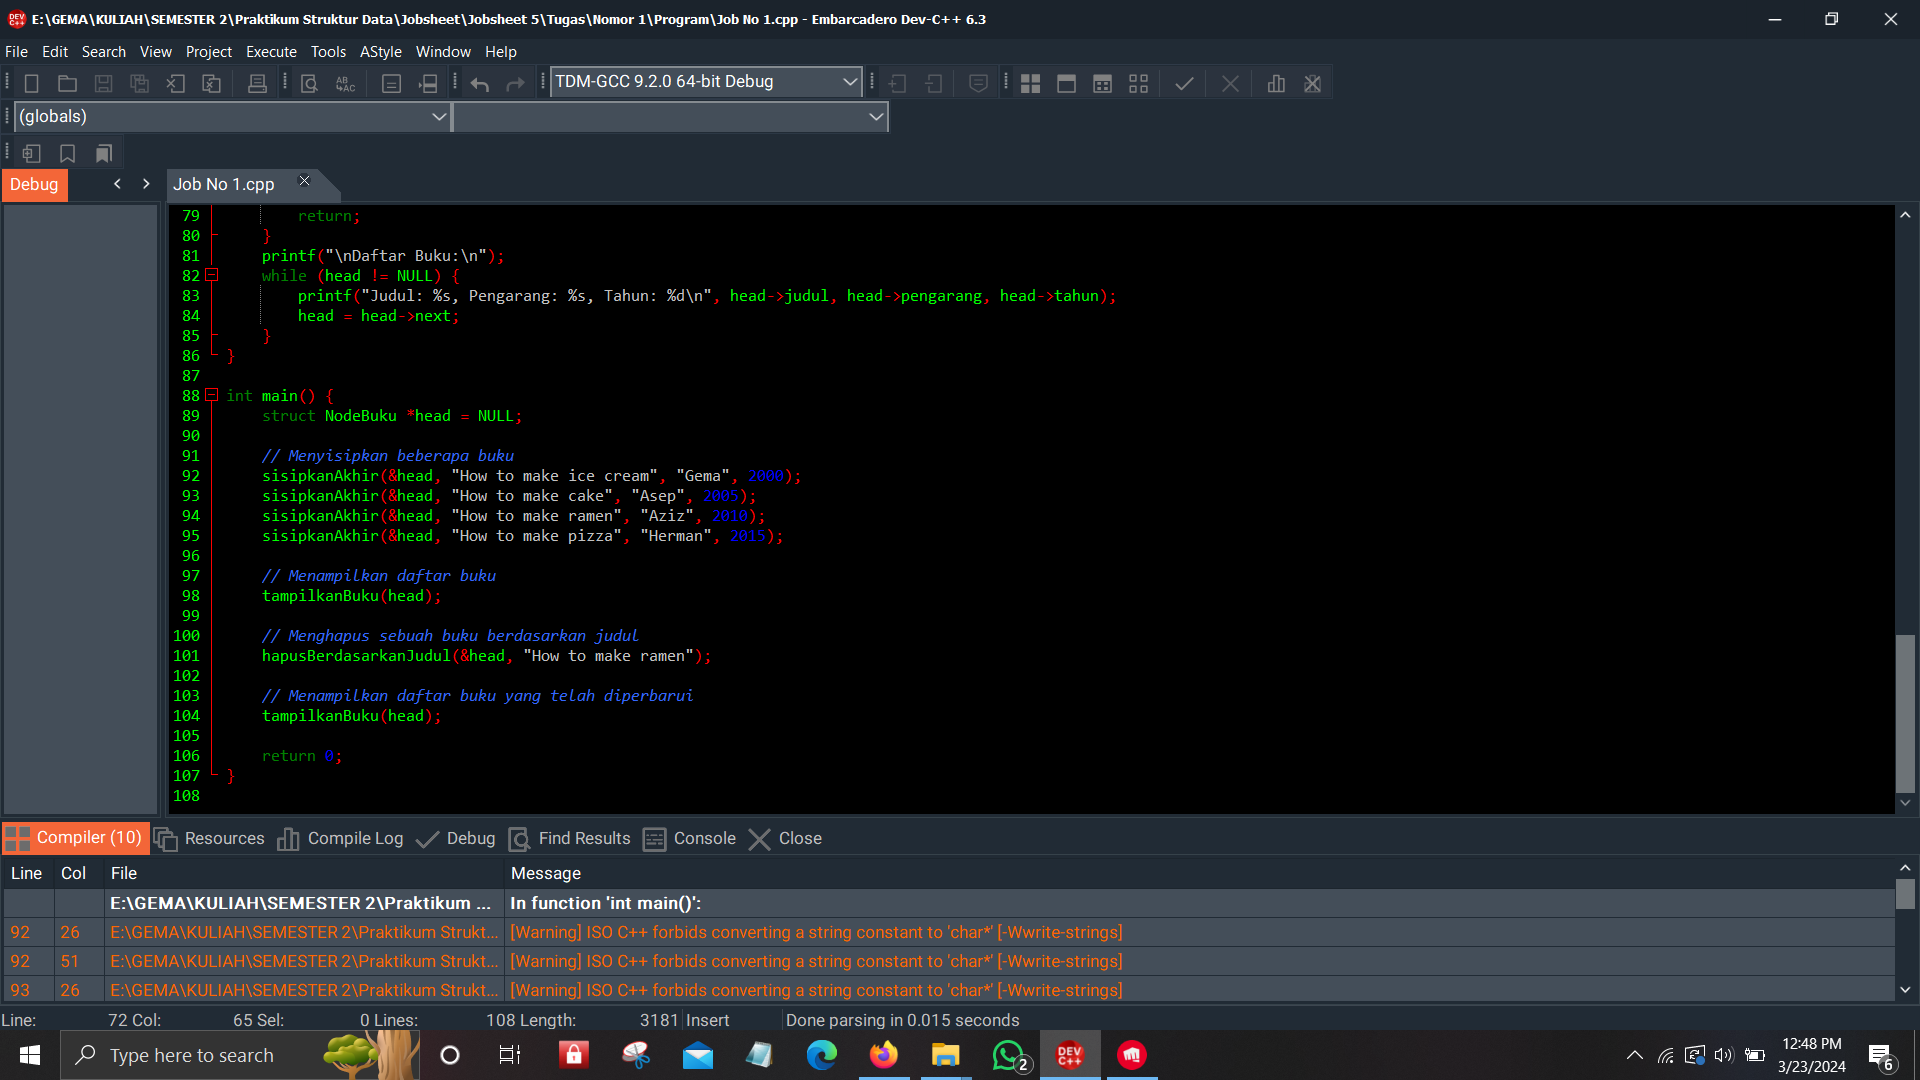 E:\GEMA\KULIAH\SEMESTER 2\Praktikum Struktur Data\Jobsheet\Jobsheet 5\Tugas\Nomor 1\Program\Job No 1.cpp - Embarcadero Dev-C++ 6.3
File Edit Search View Project Execute Tools AStyle Window Help
TDM-GCC 9.2.0 64-bit Debug
(globals)
Debug Job No 1.cpp
79 return;
80 }
81 printf("\nDaftar Buku:\n");
82 while (head != NULL) {
83 printf("Judul: %s, Pengarang: %s, Tahun: %d\n", head->judul, head->pengarang, head->tahun);
84 head = head->next;
85 }
86 }
87
88 int main() {
89 struct NodeBuku *head = NULL;
90
91 // Menyisipkan beberapa buku
92 sisipkanAkhir(&head, "How to make ice cream", "Gema", 2000);
93 sisipkanAkhir(&head, "How to make cake", "Asep", 2005);
94 sisipkanAkhir(&head, "How to make ramen", "Aziz", 2010);
95 sisipkanAkhir(&head, "How to make pizza", "Herman", 2015);
96
97 // Menampilkan daftar buku
98 tampilkanBuku(head);
99
100 // Menghapus sebuah buku berdasarkan judul
101 hapusBerdasarkanJudul(&head, "How to make ramen");
102
103 // Menampilkan daftar buku yang telah diperbarui
104 tampilkanBuku(head);
105
106 return 0;
107 }
108
Compiler (10) Resources Compile Log Debug Find Results Console Close
Line Col File Message
E:\GEMA\KULIAH\SEMESTER 2\Praktikum ... In function 'int main()':
92 26 E:\GEMA\KULIAH\SEMESTER 2\Praktikum Strukt... [Warning] ISO C++ forbids converting a string constant to 'char*' [-Wwrite-strings]
92 51 E:\GEMA\KULIAH\SEMESTER 2\Praktikum Strukt... [Warning] ISO C++ forbids converting a string constant to 'char*' [-Wwrite-strings]
93 26 E:\GEMA\KULIAH\SEMESTER 2\Praktikum Strukt... [Warning] ISO C++ forbids converting a string constant to 'char*' [-Wwrite-strings]
Line: 72 Col: 65 Sel: 0 Lines: 108 Length: 3181 Insert Done parsing in 0.015 seconds
Type here to search 2 DEV C++ 12:48 PM
3/23/2024 6